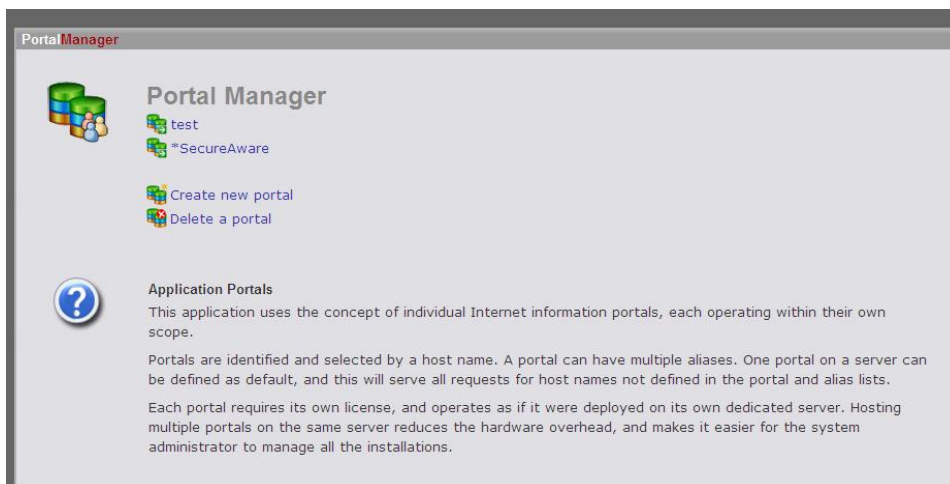 PortalManager
Portal Manager
test
*SecureAware
Create new portal
Delete a portal
Application Portals
This application uses the concept of individual Internet information portals, each operating within their own
scope.
Portals are identified and selected by a host name. A portal can have multiple aliases. One portal on a server can
be defined as default, and this will serve all requests for host names not defined in the portal and alias lists.
Each portal requires its own license, and operates as if it were deployed on its own dedicated server. Hosting
multiple portals on the same server reduces the hardware overhead, and makes it easier for the system
administrator to manage all the installations.